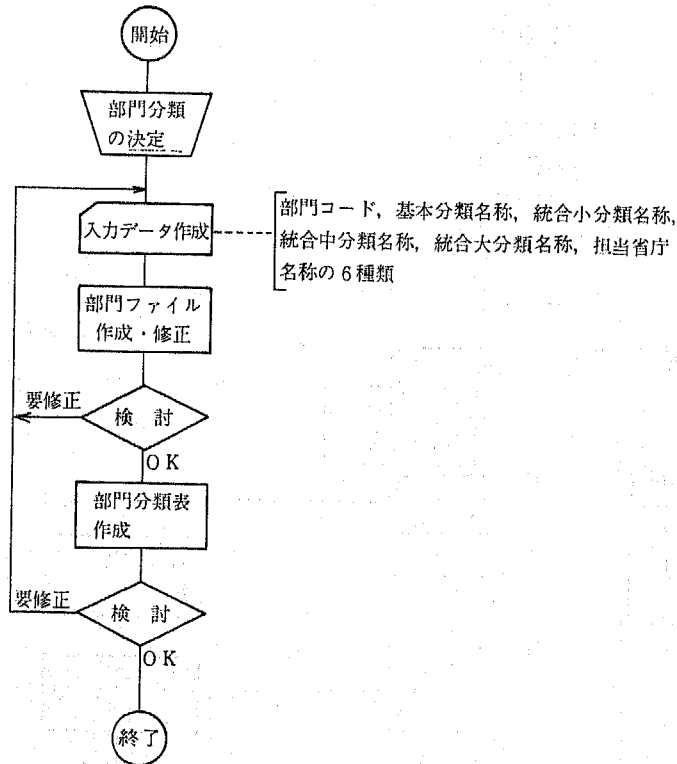 開始
部門分類
の決定
入力データ作成
部門コード, 基本分類名称, 統合小分類名称,
統合中分類名称, 統合大分類名称, 担当省庁
名称の6種類
部門ファイル
作成・修正
要修正
検 討
OK
部門分類表
作成
要修正
検 討
OK
終了